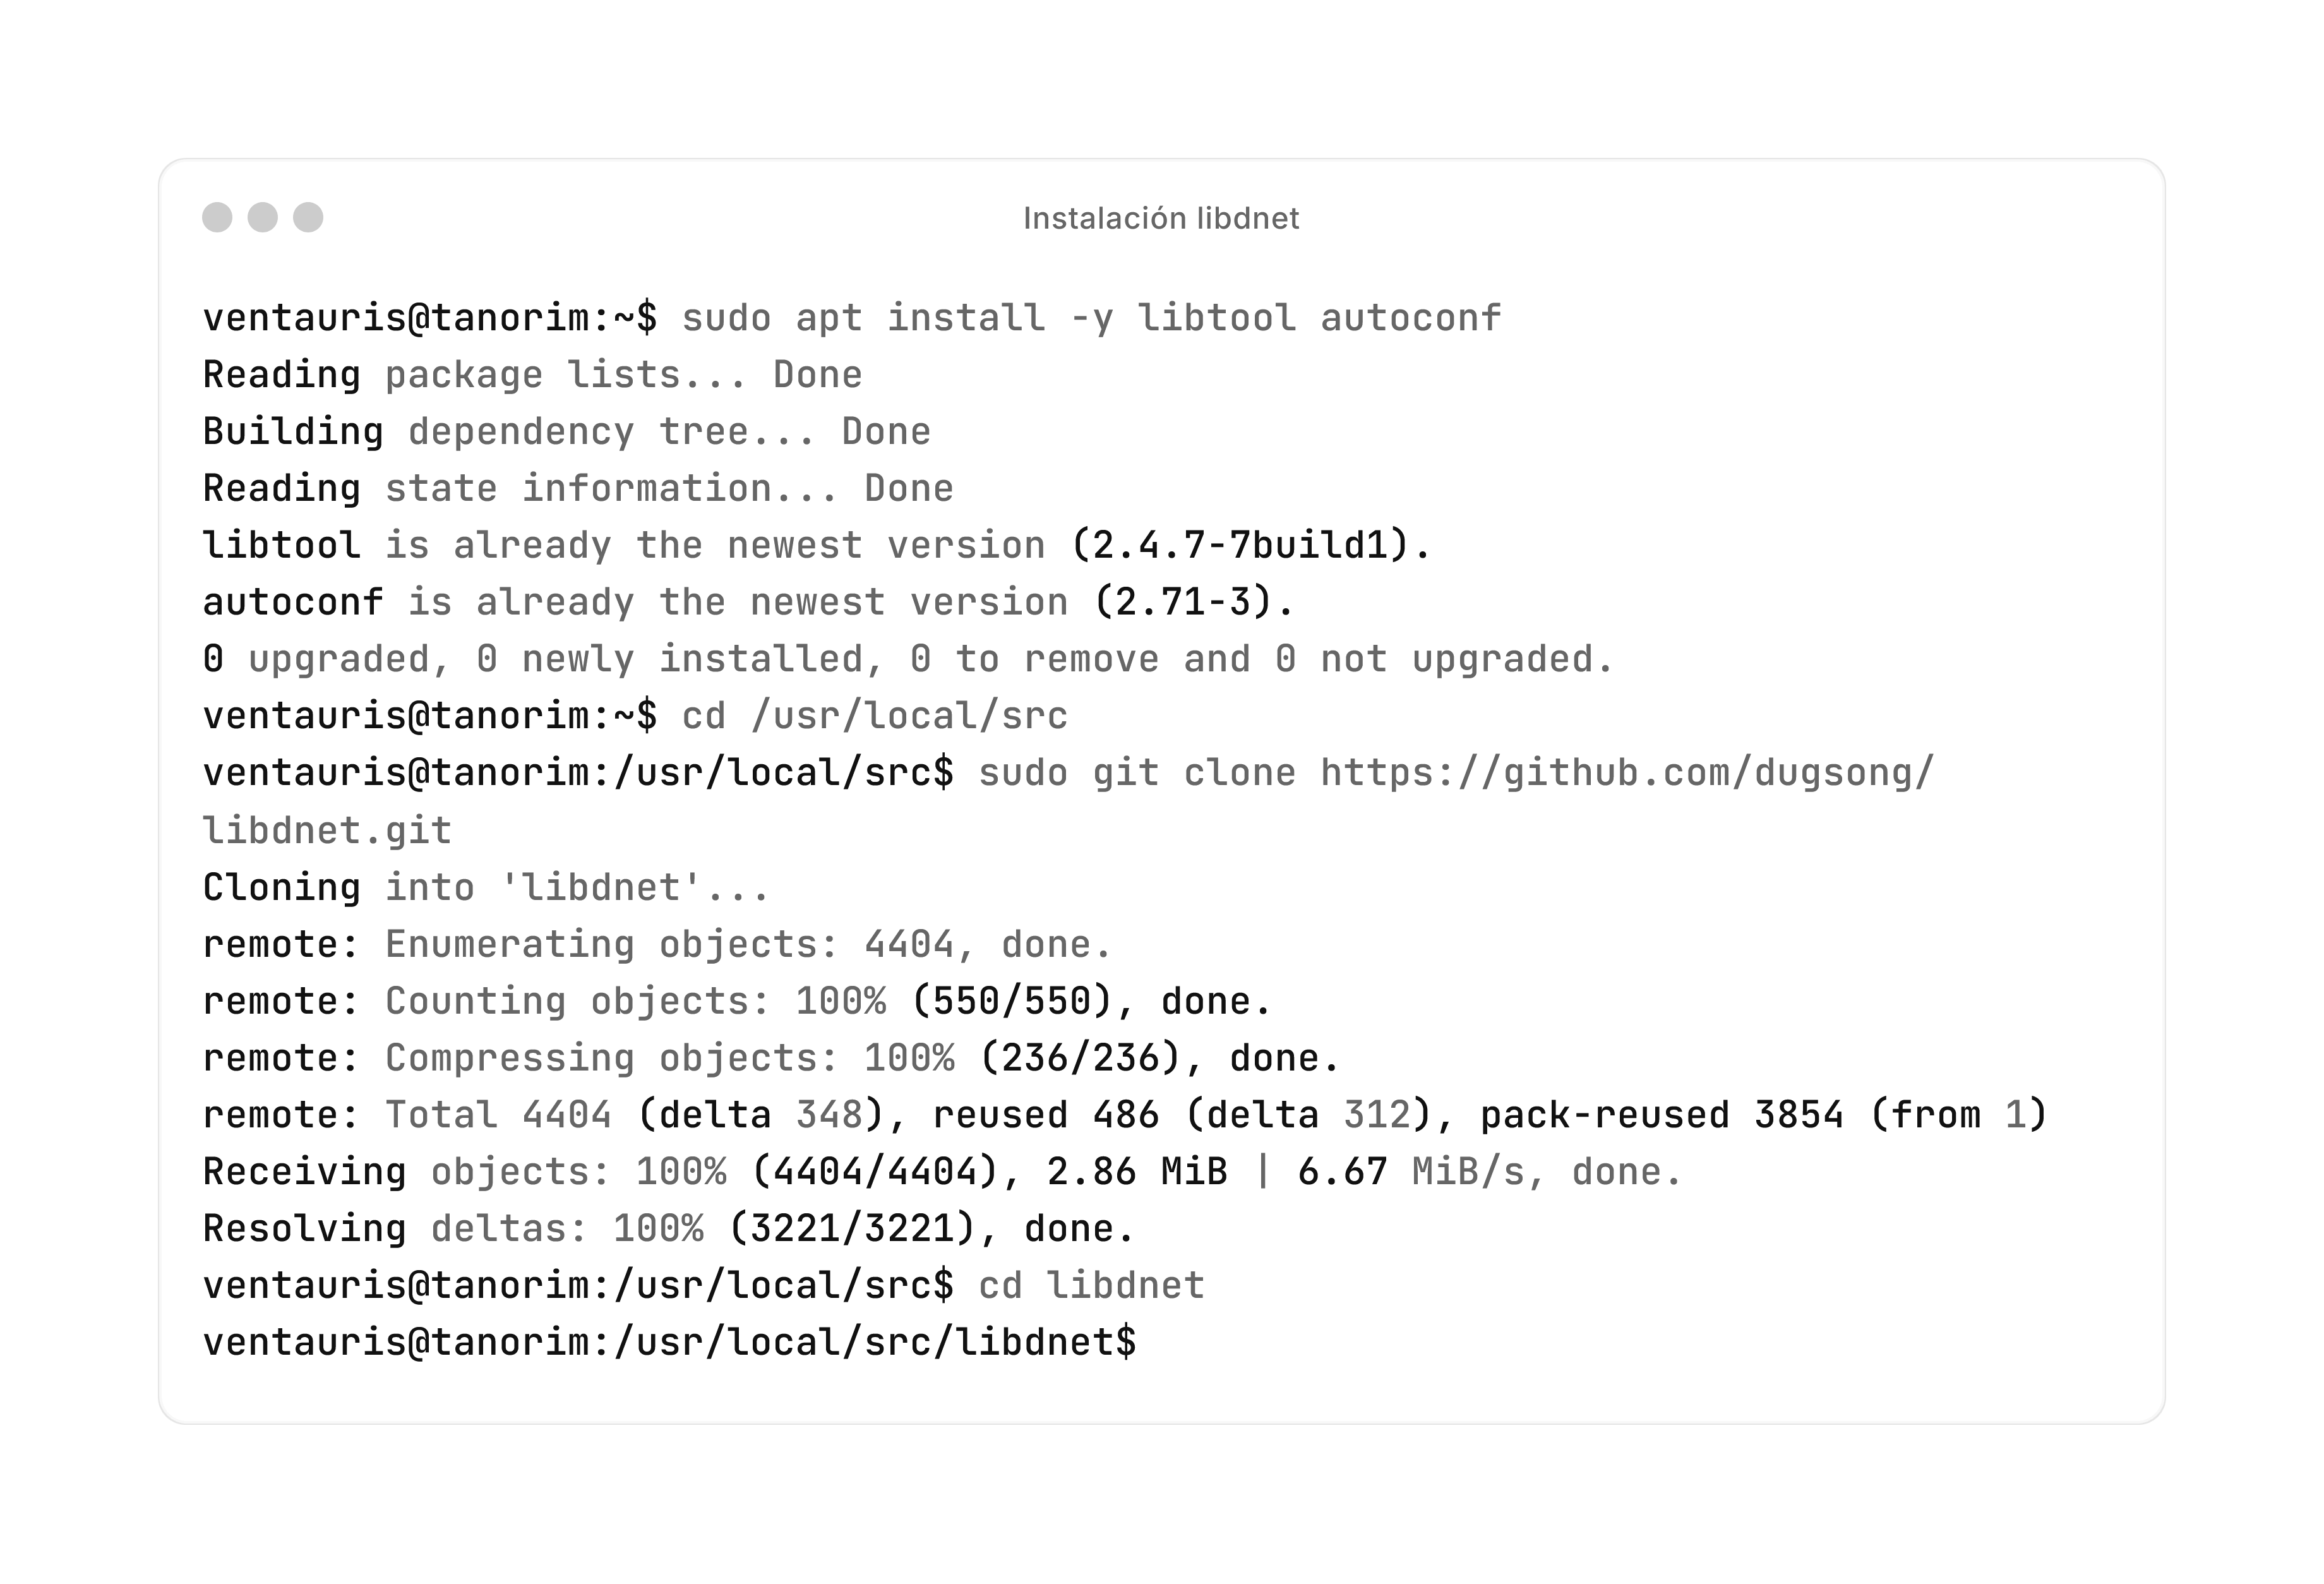 Instalación libdnet
ventauris@tanorim:~$ sudo apt install -y libtool autoconf
Reading package lists... Done
Building dependency tree... Done
Reading state information... Done
libtool is already the newest version (2.4.7-7build1).
autoconf is already the newest version (2.71-3).
0 upgraded, 0 newly installed, 0 to remove and 0 not upgraded.
ventauris@tanorim:~$ cd /usr/local/src
ventauris@tanorim:/usr/local/src$ sudo git clone https://github.com/dugsong/
libdnet.git
Cloning into 'libdnet'...
remote: Enumerating objects: 4404, done.
remote: Counting objects: 100% (550/550), done.
remote: Compressing objects: 100% (236/236), done.
remote: Total 4404 (delta 348), reused 486 (delta 312), pack-reused 3854 (from 1)
Receiving objects: 100% (4404/4404), 2.86 MiB | 6.67 MiB/s, done.
Resolving deltas: 100% (3221/3221), done.
ventauris@tanorim:/usr/local/src$ cd libdnet
ventauris@tanorim:/usr/local/src/libdnet$